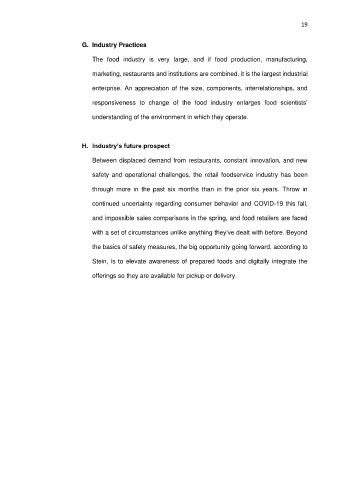 19
G. Industry Practices
The food industry is very large, and if food production, manufacturing,
marketing, restaurants and institutions are combined, it is the largest industrial
enterprise. An appreciation of the size, components, interrelationships, and
responsiveness to change of the food industry enlarges food scientists'
understanding of the environment in which they operate.
H. Industry's future prospect
Between displaced demand from restaurants, constant innovation, and new
safety and operational challenges, the retail foodservice industry has been
through more in the past six months than in the prior six years. Throw in
continued uncertainty regarding consumer behavior and COVID-19 this fall,
and impossible sales comparisons in the spring, and food retailers are faced
with a set of circumstances unlike anything they've dealt with before. Beyond
the basics of safety measures, the big opportunity going forward, according to
Stein, is to elevate awareness of prepared foods and digitally integrate the
offerings so they are available for pickup or delivery.